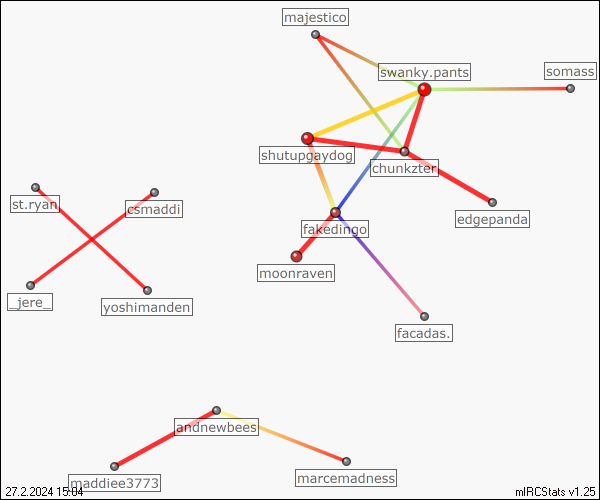 majestico
swanky.pants
somass
shutupgaydog
chunkzter
st.ryan
csmaddi
edgepanda
fakedingo
moonraven
_jere_
yoshimanden
facadas.
andnewbees
maddiee3773
marcemadness
27.2.2024 15:04
mIRCStats v1.25